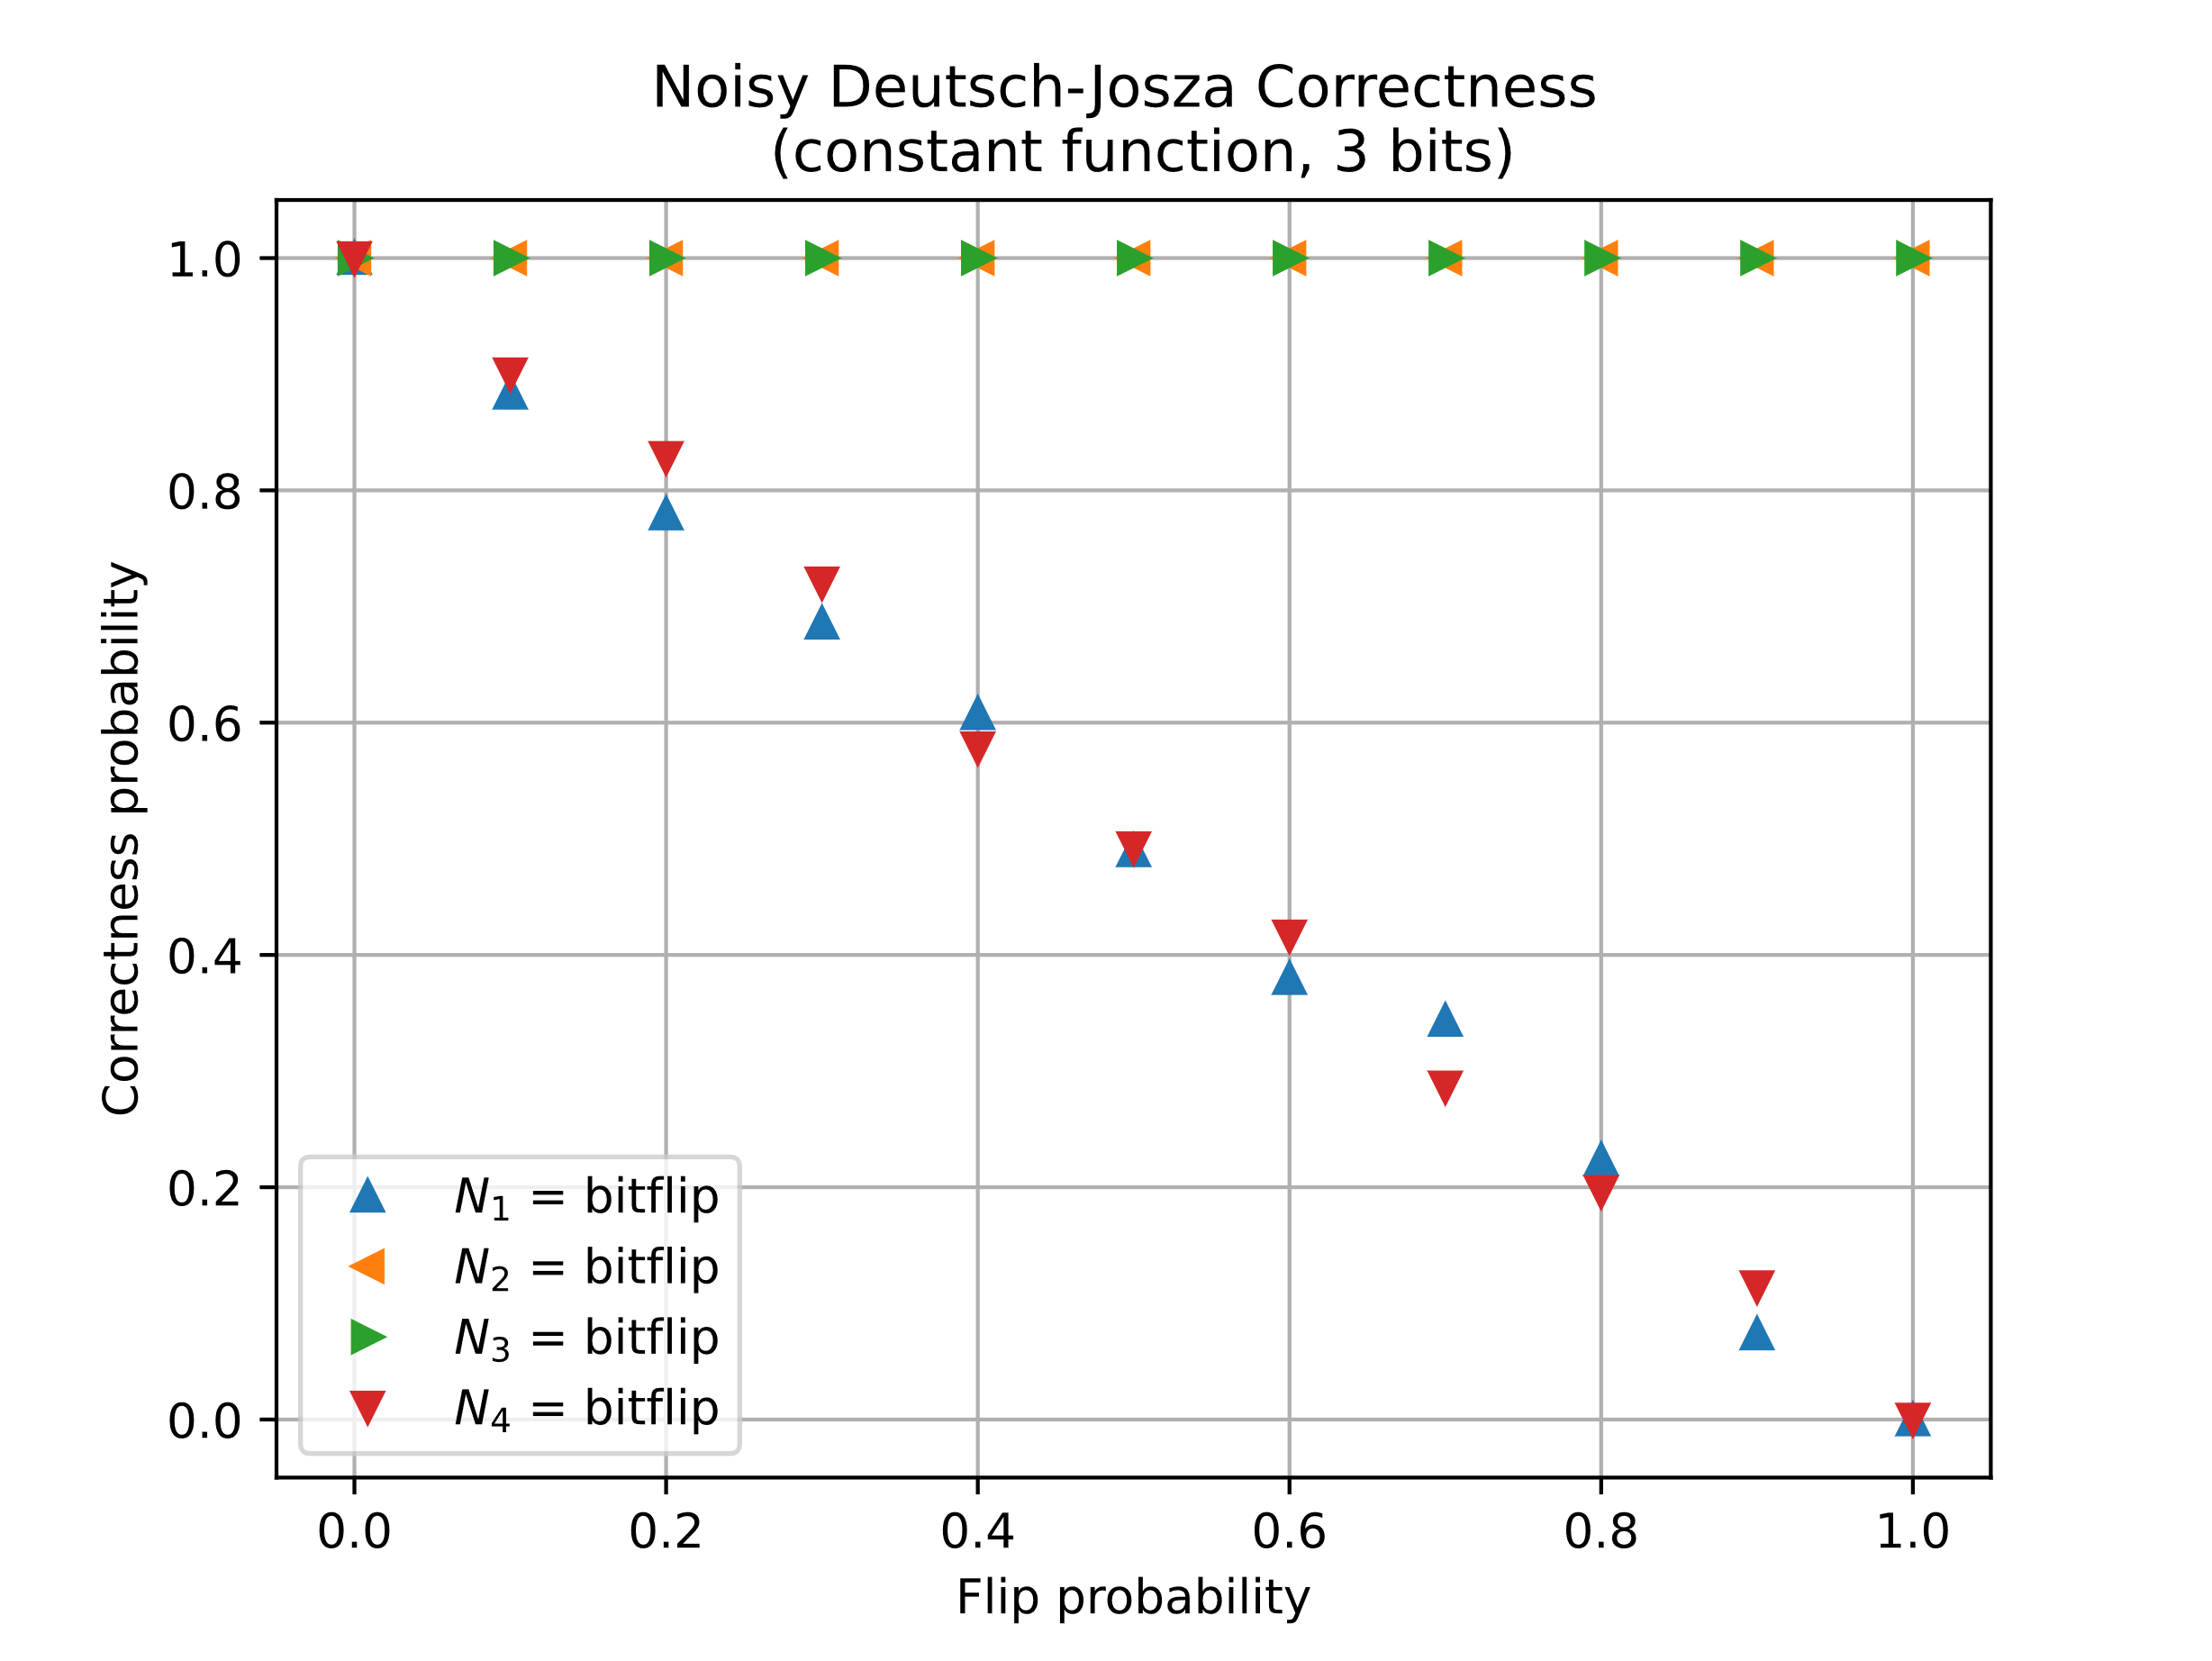 Noisy Deutsch-Josza Correctness
(constant function, 3 bits)
Correctness probability
1.0
0.8
0.6
0.4
0.2
0.0
N₁ = bitflip
N₂ = bitflip
N₃ = bitflip
N₄ = bitflip
0.0 0.2 0.4 0.6 0.8 1.0
Flip probability